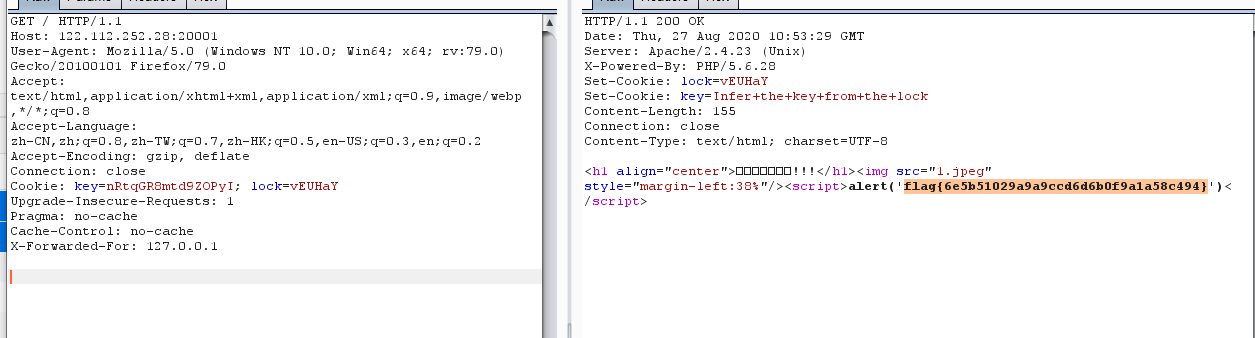 GET / HTTP/1.1
Host: 122.112.252.28:20001
User-Agent: Mozilla/5.0 (Windows NT 10.0; Win64; x64; rv:79.0)
Gecko/20100101 Firefox/79.0
Accept:
text/html,application/xhtml+xml,application/xml;q=0.9,image/webp
,*/*;q=0.8
Accept-Language:
zh-CN,zh;q=0.8,zh-TW;q=0.7,zh-HK;q=0.5,en-US;q=0.3,en;q=0.2
Accept-Encoding: gzip, deflate
Connection: close
Cookie: key=nRtqGR8mtd9ZOPyI; lock=vEUHaY
Upgrade-Insecure-Requests: 1
Pragma: no-cache
Cache-Control: no-cache
X-Forwarded-For: 127.0.0.1
HTTP/1.1 200 OK
Date: Thu, 27 Aug 2020 10:53:29 GMT
Server: Apache/2.4.23 (Unix)
X-Powered-By: PHP/5.6.28
Set-Cookie: lock=vEUHaY
Set-Cookie: key=Infer+the+key+from+the+lock
Content-Length: 155
Connection: close
Content-Type: text/html; charset=UTF-8
<h1 align="center">□□□□□□□!!!</h1><img src="1.jpeg"
style="margin-left:38%"/><script>alert('flag{6e5b51029a9a9ccd6d6b0f9a1a58c494}')<
/script>